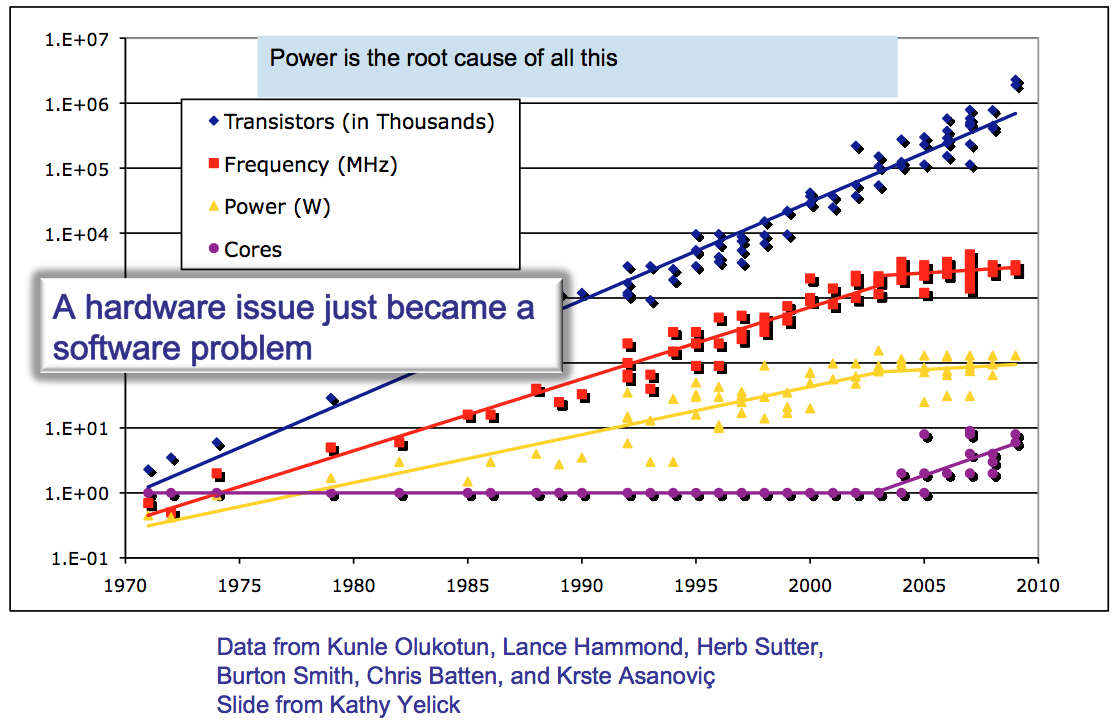 1.E+07
Power is the root cause of all this
1.E+06
Transistors (in Thousands)
1.E+05
Frequency (MHz)
Power (W)
1.E+04
Cores
A hardware issue just became a
software problem
1.E+01
1.E+00
1.E-01
1970 1975 1980 1985 1990 1995 2000 2005 2010
Data from Kunle Olukotun, Lance Hammond, Herb Sutter,
Burton Smith, Chris Batten, and Krste Asanoviç
Slide from Kathy Yelick